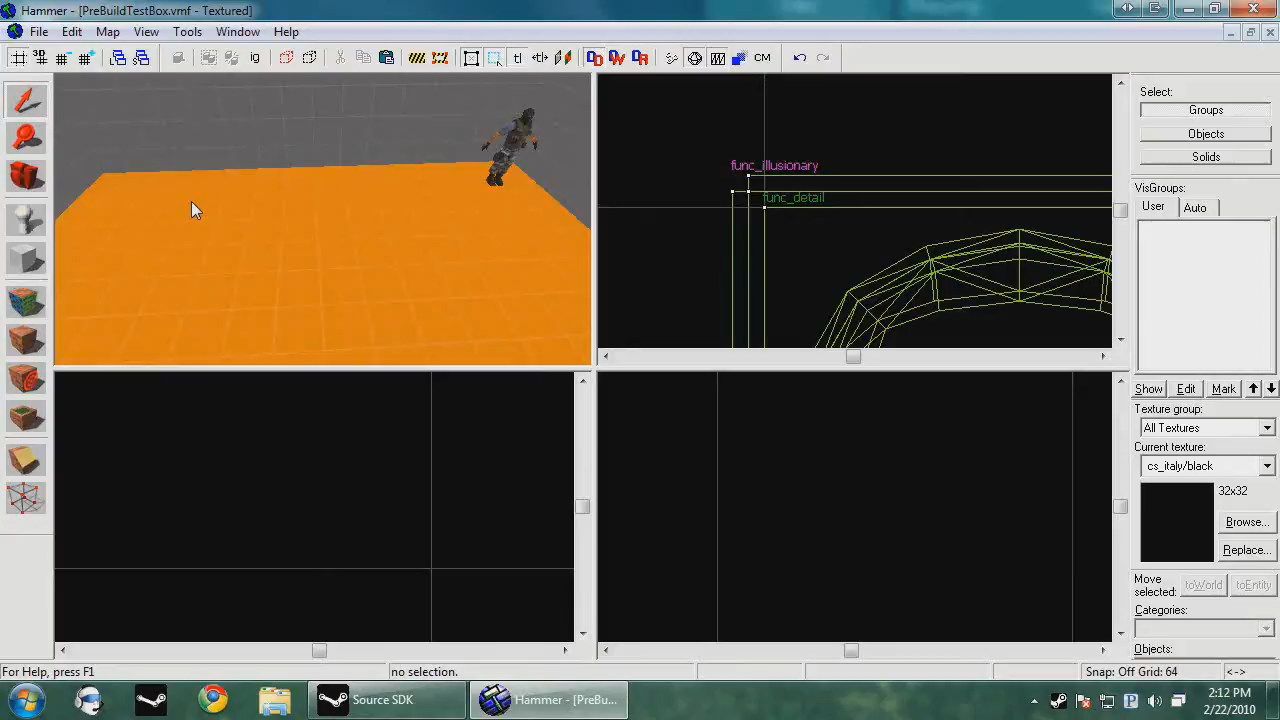 Hammer - [PreBuildTestBox.vmf - Textured]
File Edit Map View Tools Window Help
3D ig tl CM
Select:
Groups
Objects
Solids
VisGroups:
User Auto
func_illusionary
func_detail
Show Edit Mark
Texture group:
All Textures
Current texture:
cs_italy/black
32x32
Browse...
Replace...
Move
selected:
toWorld toEntity
Categories:
Objects:
For Help, press F1 no selection. Snap: Off Grid: 64 <->
Source SDK Hammer - [PreBu... P 2:12 PM
2/22/2010